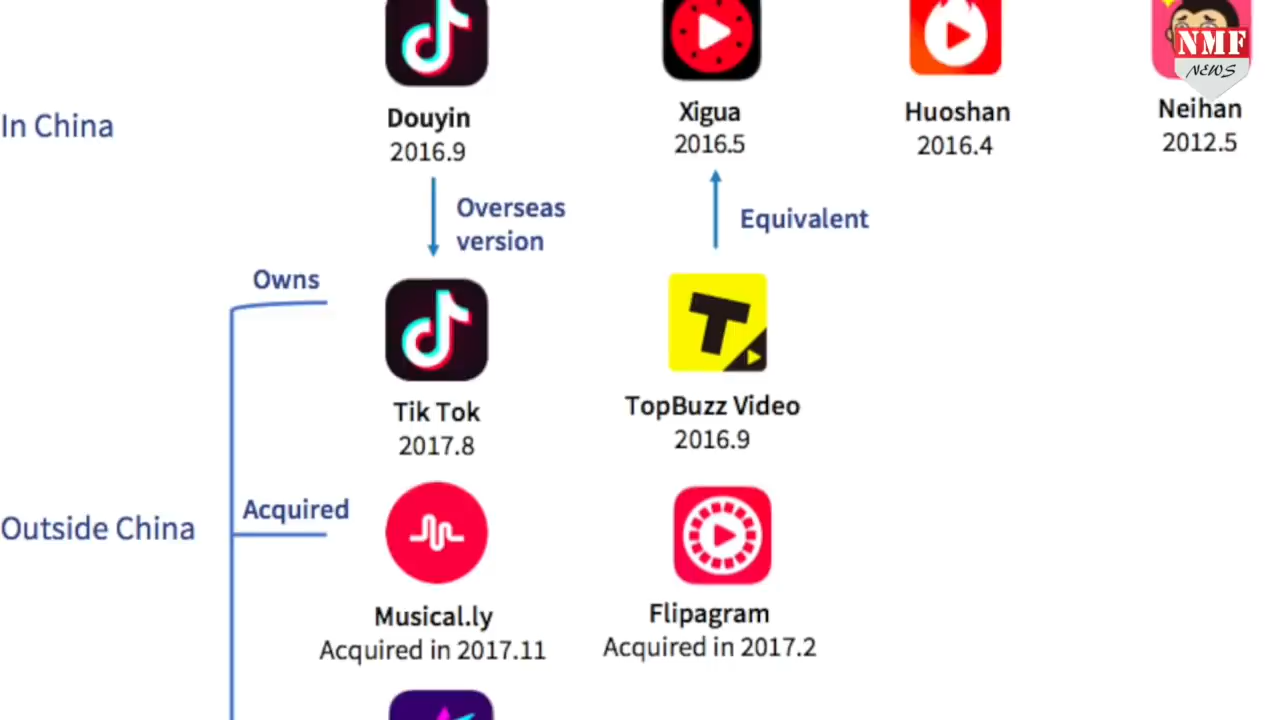 NMF
NEWS
In China
Douyin
2016.9
Xigua
2016.5
Huoshan
2016.4
Neihan
2012.5
Overseas
version
Equivalent
Owns
Tik Tok
2017.8
T
TopBuzz Video
2016.9
Outside China
Acquired
Musical.ly
Acquired in 2017.11
Flipagram
Acquired in 2017.2